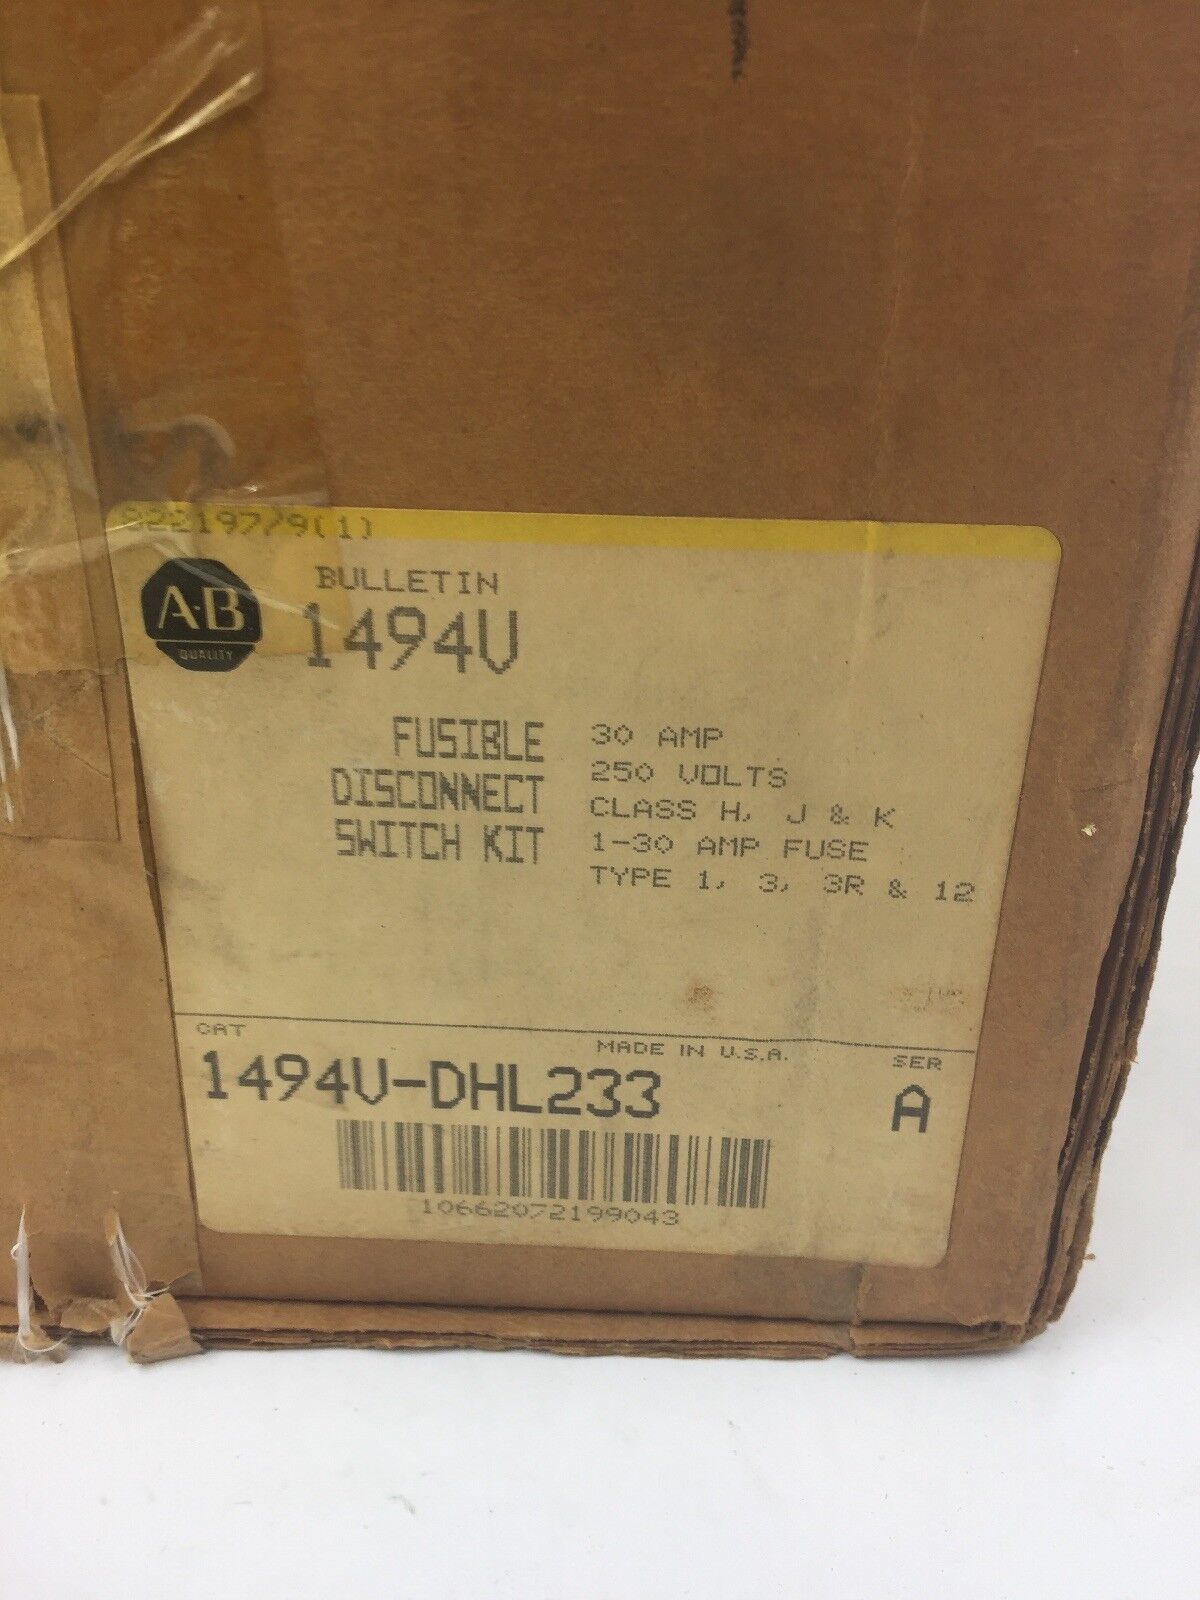 197/9(1)
A-B
QUALITY
BULLETIN
1494V
FUSIBLE
DISCONNECT
SWITCH KIT
30 AMP
250 VOLTS
CLASS H, J & K
1-30 AMP FUSE
TYPE 1, 3, 3R & 12
CAT
MADE IN U.S.A.
SER
1494V-DHL233
A
10662072199043